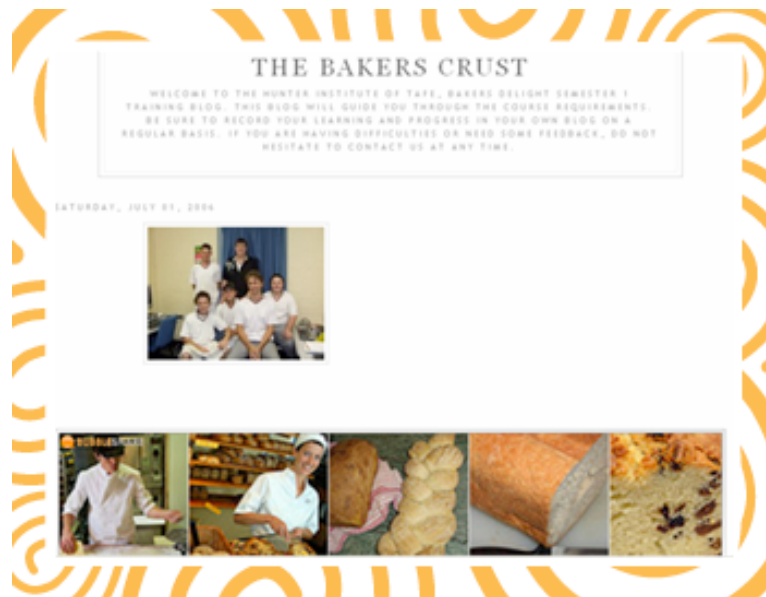 THE BAKERS CRUST
WELCOME TO THE HUNTER INSTITUTE OF TAFE, BAKERS DELIGHT SEMESTER 1
TRAINING BLOG. THIS BLOG WILL GUIDE YOU THROUGH THE COURSE REQUIREMENTS.
BE SURE TO RECORD YOUR LEARNING AND PROGRESS IN YOUR OWN BLOG ON A
REGULAR BASIS. IF YOU ARE HAVING DIFFICULTIES OR NEED SOME FEEDBACK, DO NOT
HESITATE TO CONTACT US AT ANY TIME.
SATURDAY, JULY 01, 2006